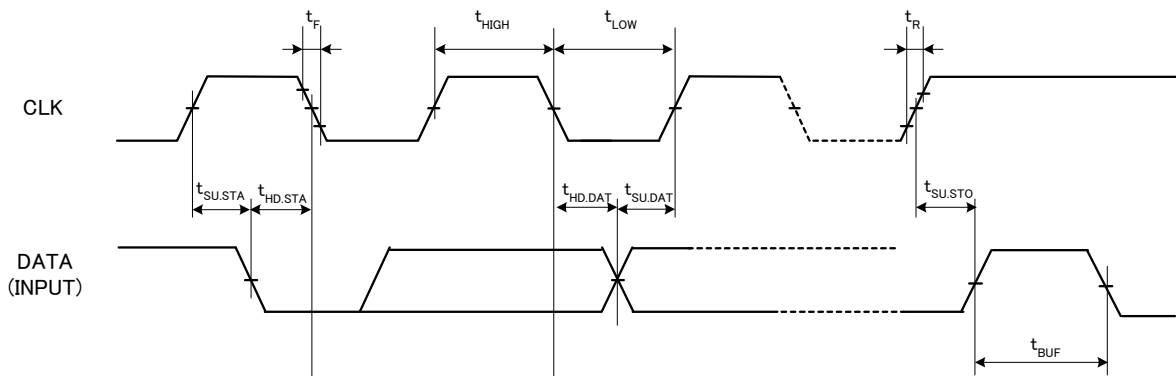 tF
tHIGH
tLOW
tR
CLK
tSU.STA
tHD.STA
tHD.DAT
tSU.DAT
tSU.STO
DATA
(INPUT)
tBUF